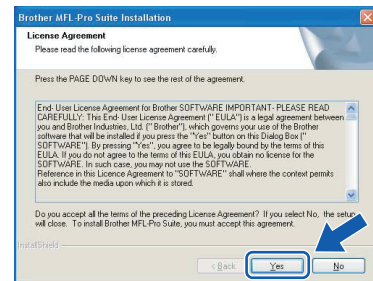 Brother MFL-Pro Suite Installation
License Agreement
Please read the following license agreement carefully.
Press the PAGE DOWN key to see the rest of the agreement.
End- User License Agreement for Brother SOFTWARE IMPORTANT- PLEASE READ
CAREFULLY: This End- User License Agreement (" EULA") is a legal agreement between
you and Brother Industries, Ltd. (" Brother"), which governs your use of the Brother
software that will be installed if you press the "Yes" button on this Dialog Box ("
SOFTWARE"). By pressing "Yes", you agree to be legally bound by the terms of this
EULA. If you do not agree to the terms of this EULA, you obtain no license for the
SOFTWARE. In such case, you may not use the SOFTWARE.
Reference in this Licence Agreement to "SOFTWARE" shall where the context permits
also include the media upon which it is stored.
Do you accept all the terms of the preceding License Agreement? If you select No, the setup
will close. To install Brother MFL-Pro Suite, you must accept this agreement.
InstallShield
< Back
Yes
No